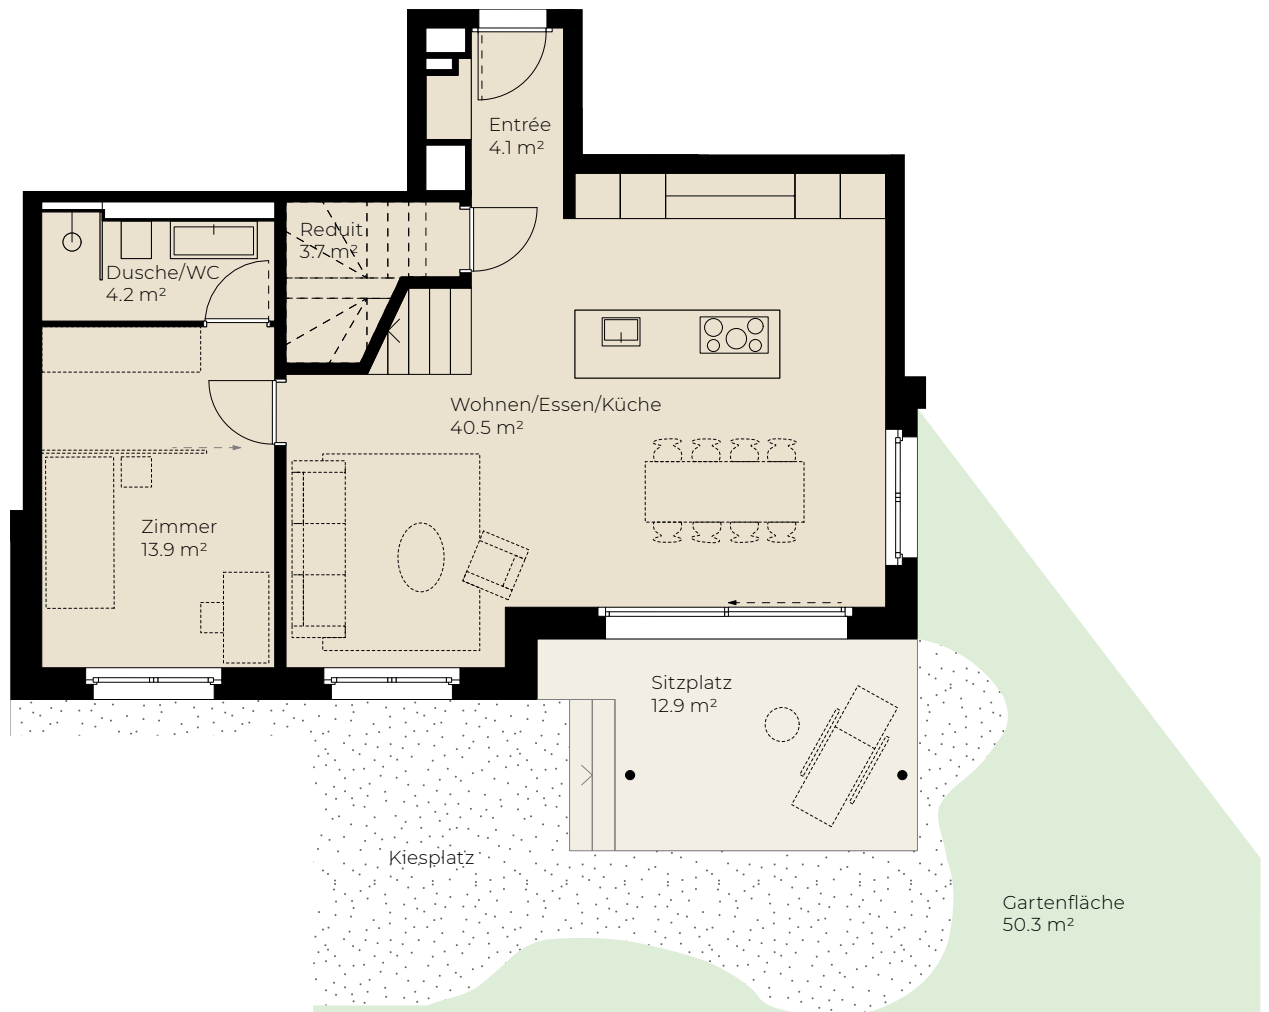 Entrée
4.1 m²
Reduit
3.7 m²
Dusche/WC
4.2 m²
Wohnen/Essen/Küche
40.5 m²
Zimmer
13.9 m²
Sitzplatz
12.9 m²
Kiesplatz
Gartenfläche
50.3 m²